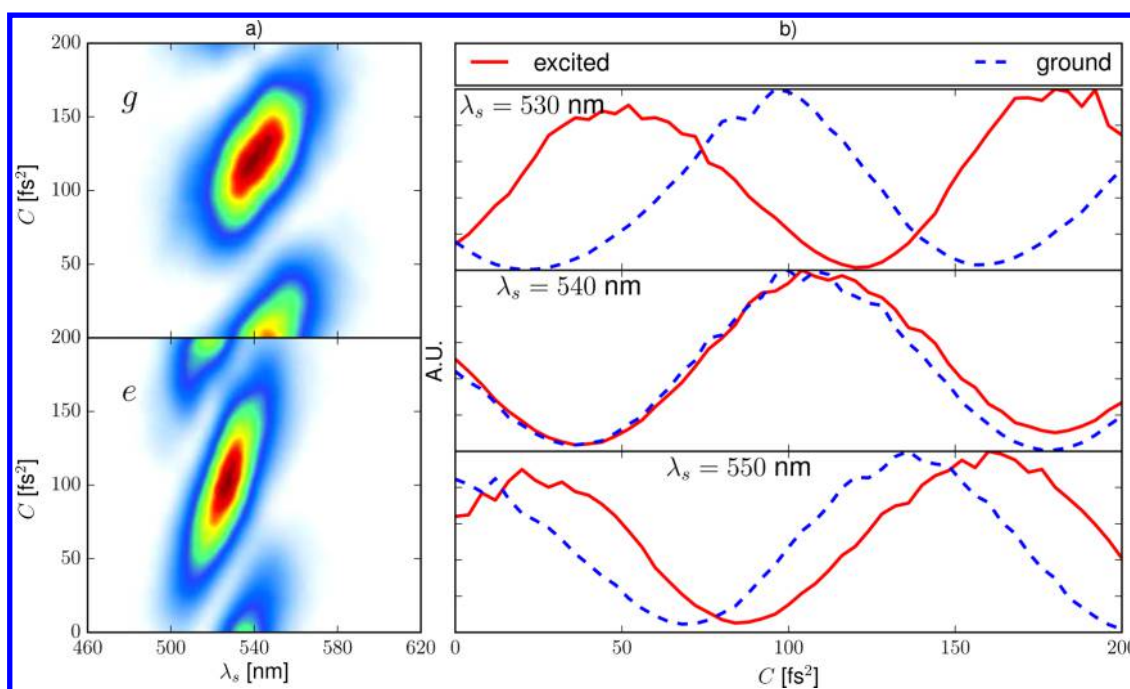 a)
200
150
100
50
C [fs²]
g
200
150
100
50
0
C [fs²]
e
460 500 540 580 620
λₛ [nm]
b)
excited ground
λₛ = 530 nm
λₛ = 540 nm
A.U.
λₛ = 550 nm
0 50 100 150 200
C [fs²]